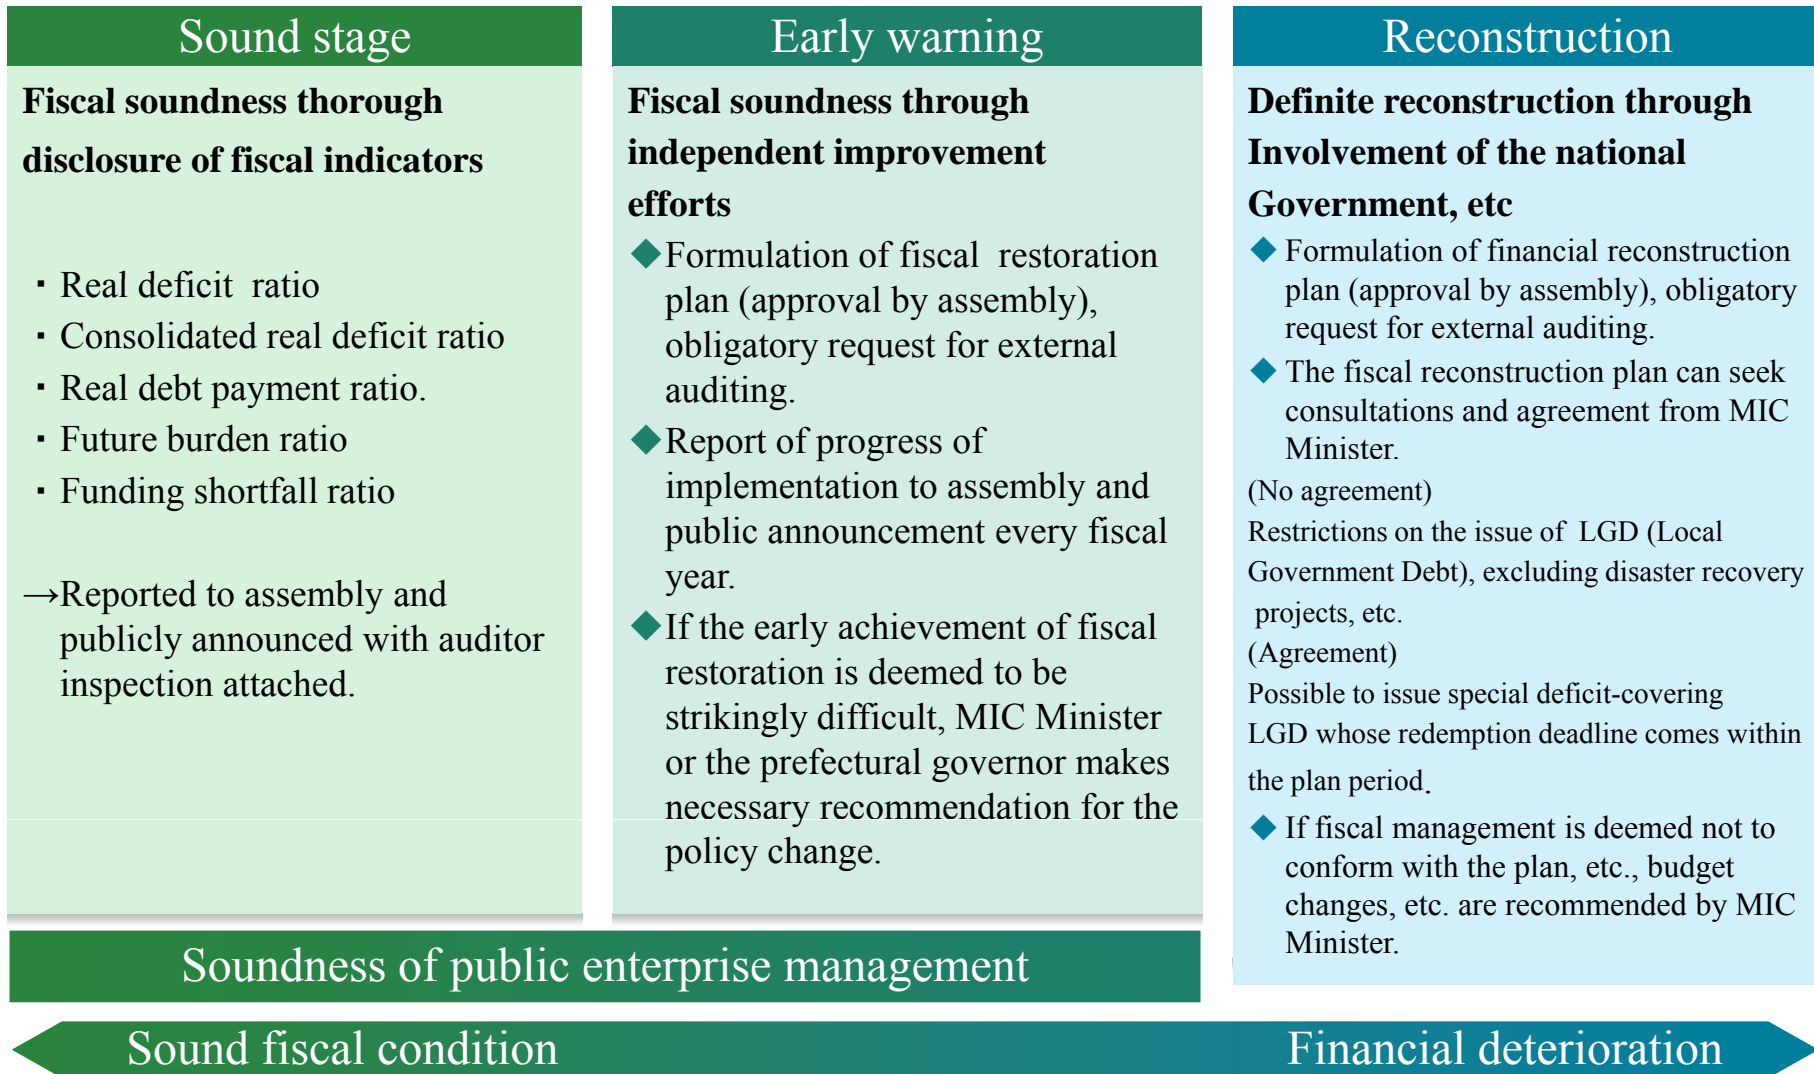 Sound stage
Fiscal soundness thorough
disclosure of fiscal indicators
・Real deficit ratio
・Consolidated real deficit ratio
・Real debt payment ratio.
・Future burden ratio
・Funding shortfall ratio
→Reported to assembly and
publicly announced with auditor
inspection attached.
Early warning
Fiscal soundness through
independent improvement
efforts
◆Formulation of fiscal restoration
plan (approval by assembly),
obligatory request for external
auditing.
◆Report of progress of
implementation to assembly and
public announcement every fiscal
year.
◆If the early achievement of fiscal
restoration is deemed to be
strikingly difficult, MIC Minister
or the prefectural governor makes
necessary recommendation for the
policy change.
Reconstruction
Definite reconstruction through
Involvement of the national
Government, etc
◆ Formulation of financial reconstruction
plan (approval by assembly), obligatory
request for external auditing.
◆ The fiscal reconstruction plan can seek
consultations and agreement from MIC
Minister.
(No agreement)
Restrictions on the issue of LGD (Local
Government Debt), excluding disaster recovery
projects, etc.
(Agreement)
Possible to issue special deficit-covering
LGD whose redemption deadline comes within
the plan period.
◆ If fiscal management is deemed not to
conform with the plan, etc., budget
changes, etc. are recommended by MIC
Minister.
Soundness of public enterprise management
Sound fiscal condition
Financial deterioration